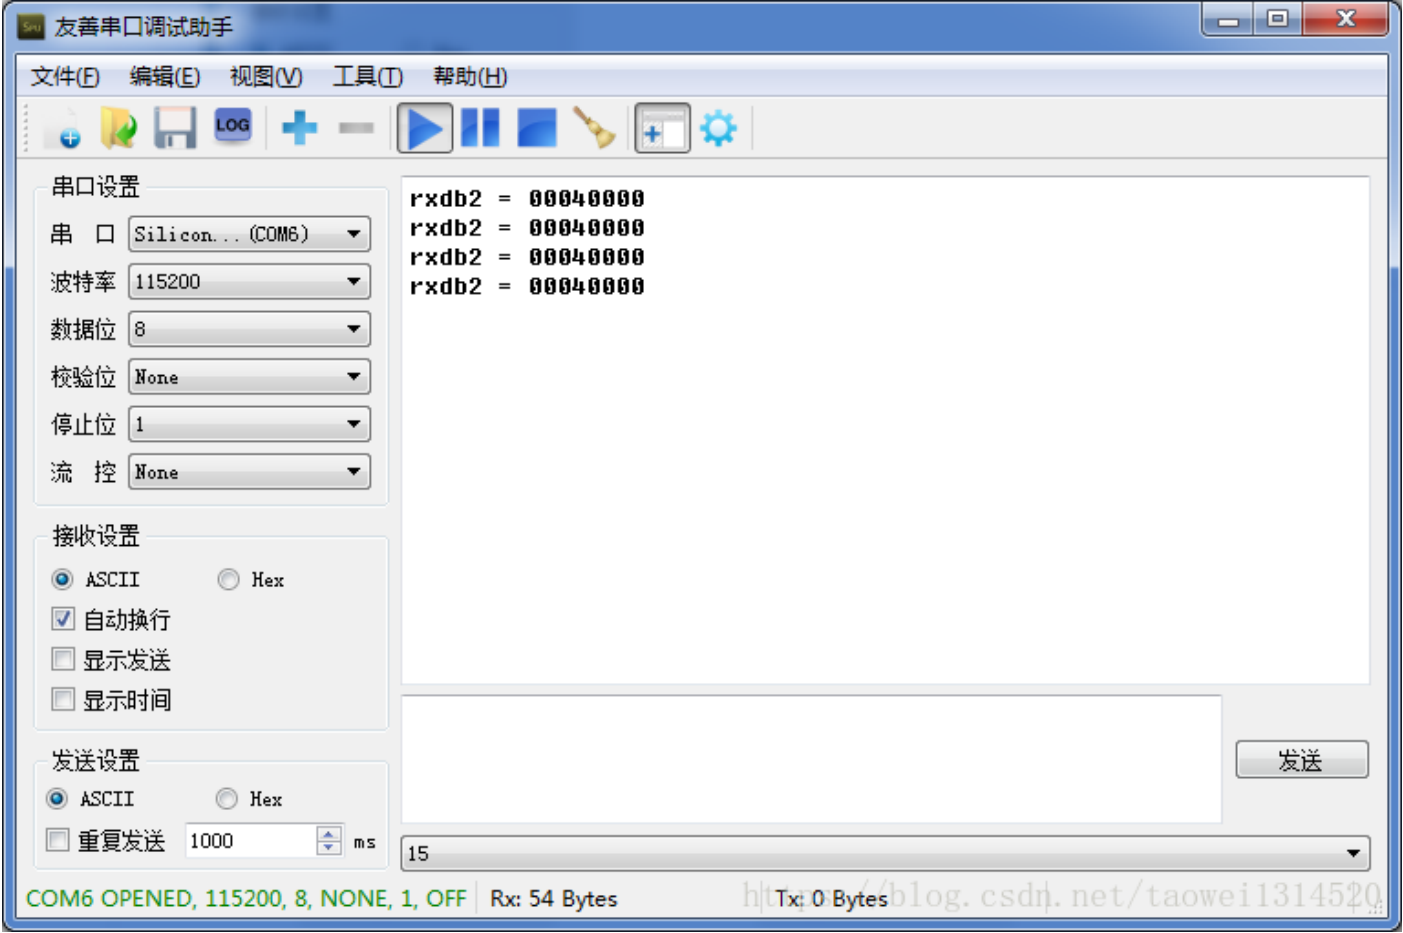 友善串口调试助手
文件(F) 编辑(E) 视图(V) 工具(T) 帮助(H)
LOG
串口设置
串 口 Silicon...(COM6)
波特率 115200
数据位 8
校验位 None
停止位 1
流 控 None
接收设置
ASCII Hex
自动换行
显示发送
显示时间
发送设置
ASCII Hex
重复发送 1000 ms
rxdb2 = 00040000
rxdb2 = 00040000
rxdb2 = 00040000
rxdb2 = 00040000
发送
15
COM6 OPENED, 115200, 8, NONE, 1, OFF Rx: 54 Bytes Tx: 0 Bytes
https://blog.csdn.net/taowei1314520